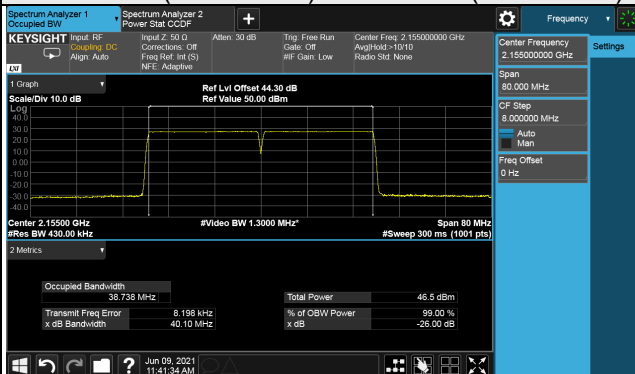 Spectrum Analyzer 1
Occupied BW
Spectrum Analyzer 2
Power Stat CCDF
Frequency
KEYSIGHT
LXI
Input: RF
Coupling: DC
Align: Auto
Input Z: 50 Ω
Corrections: Off
Freq Ref: Int (S)
NFE: Adaptive
Atten: 30 dB
Trig: Free Run
Gate: Off
#IF Gain: Low
Center Freq: 2.155000000 GHz
Avg|Hold:>10/10
Radio Std: None
Center Frequency
2.155000000 GHz
Settings
Span
80.000 MHz
CF Step
8.000000 MHz
Auto
Man
Freq Offset
0 Hz
1 Graph
Scale/Div 10.0 dB
Ref Lvl Offset 44.30 dB
Ref Value 50.00 dBm
Log
40.0
30.0
20.0
10.0
0.00
-10.0
-20.0
-30.0
-40.0
Center 2.15500 GHz
#Video BW 1.3000 MHz*
Span 80 MHz
#Res BW 430.00 kHz
#Sweep 300 ms (1001 pts)
2 Metrics
Occupied Bandwidth
38.738 MHz
Total Power 46.5 dBm
Transmit Freq Error 8.198 kHz
% of OBW Power 99.00 %
x dB Bandwidth 40.10 MHz
x dB -26.00 dB
?
Jun 09, 2021
11:41:34 AM